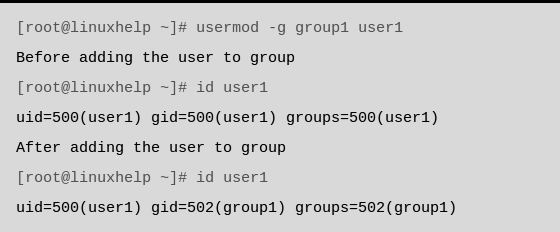 [root@linuxhelp ~]# usermod -g group1 user1
Before adding the user to group
[root@linuxhelp ~]# id user1
uid=500(user1) gid=500(user1) groups=500(user1)
After adding the user to group
[root@linuxhelp ~]# id user1
uid=500(user1) gid=502(group1) groups=502(group1)